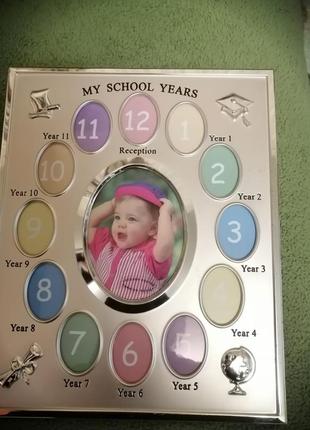 MY SCHOOL YEARS
12
Reception
1
Year 1
2
Year 2
3
Year 3
4
Year 4
5
Year 5
6
Year 6
7
Year 7
8
Year 8
9
Year 9
10
Year 10
11
Year 11